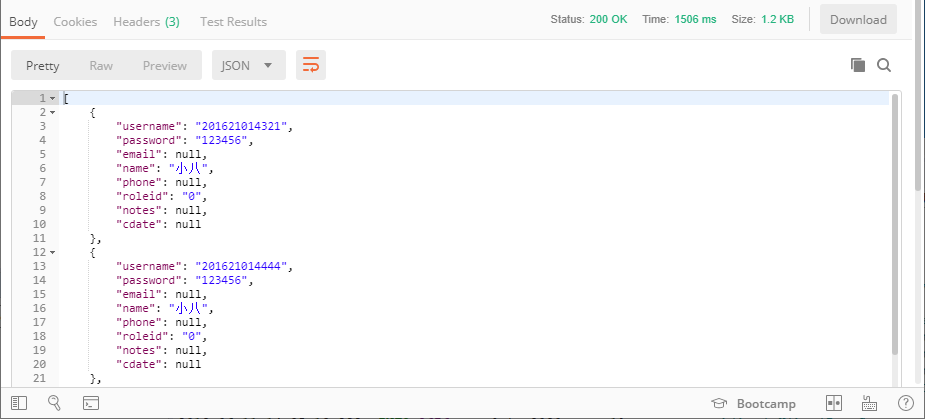 Body Cookies Headers (3) Test Results Status: 200 OK Time: 1506 ms Size: 1.2 KB Download
Pretty Raw Preview JSON
1 [
2 {
3 "username": "201621014321",
4 "password": "123456",
5 "email": null,
6 "name": "小八",
7 "phone": null,
8 "roleid": "0",
9 "notes": null,
10 "cdate": null
11 },
12 {
13 "username": "201621014444",
14 "password": "123456",
15 "email": null,
16 "name": "小八",
17 "phone": null,
18 "roleid": "0",
19 "notes": null,
20 "cdate": null
21 },
Bootcamp